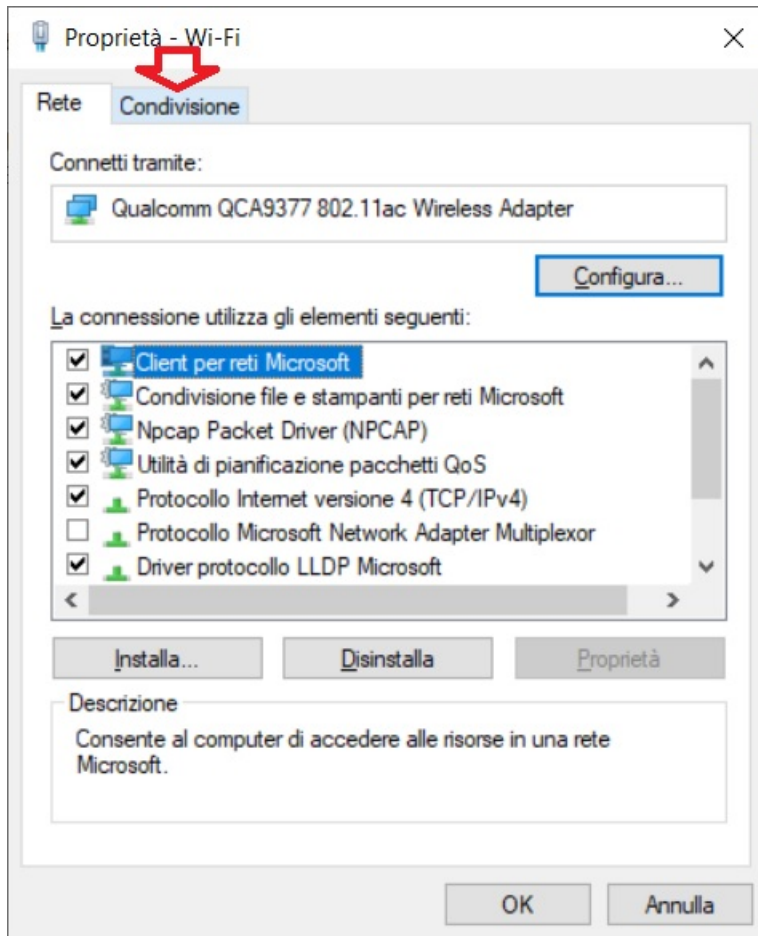 Proprietà - Wi-Fi
Rete
Condivisione
Connetti tramite:
Qualcomm QCA9377 802.11ac Wireless Adapter
Configura...
La connessione utilizza gli elementi seguenti:
Client per reti Microsoft
Condivisione file e stampanti per reti Microsoft
Npcap Packet Driver (NPCAP)
Utilità di pianificazione pacchetti QoS
Protocollo Internet versione 4 (TCP/IPv4)
Protocollo Microsoft Network Adapter Multiplexor
Driver protocollo LLDP Microsoft
Installa...
Disinstalla
Proprietà
Descrizione
Consente al computer di accedere alle risorse in una rete
Microsoft.
OK
Annulla